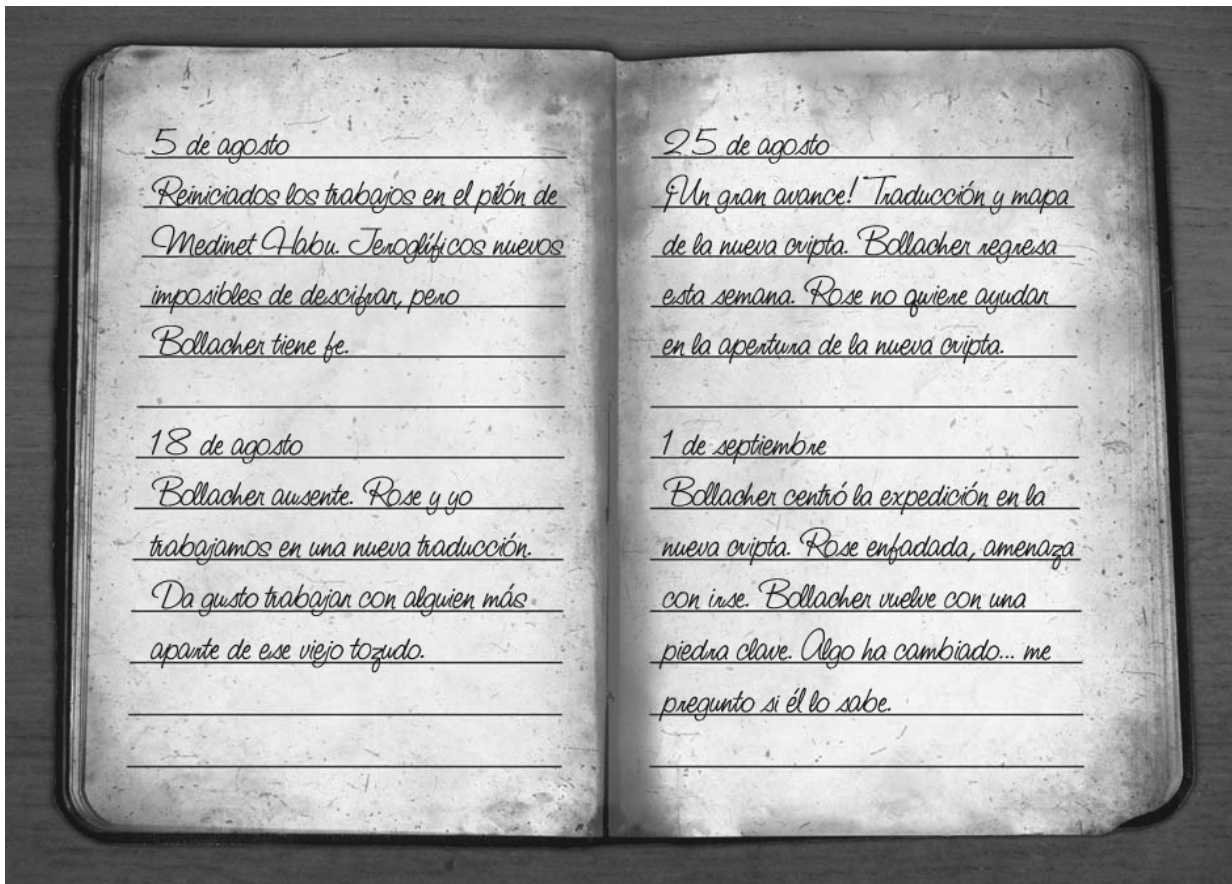 5 de agosto
Reiniciados los trabajos en el pilón de
Medinet Habu. Jeroglíficos nuevos
imposibles de descifrar, pero
Bollacher tiene fe.
18 de agosto
Bollacher ausente. Rose y yo
trabajamos en una nueva traducción.
Da gusto trabajar con alguien más
aparte de ese viejo tozudo.
25 de agosto
¡Un gran avance! Traducción y mapa
de la nueva cripta. Bollacher regresa
esta semana. Rose no quiere ayudar
en la apertura de la nueva cripta.
1 de septiembre
Bollacher centró la expedición en la
nueva cripta. Rose enfadada, amenaza
con irse. Bollacher vuelve con una
piedra clave. Algo ha cambiado... me
pregunto si él lo sabe.